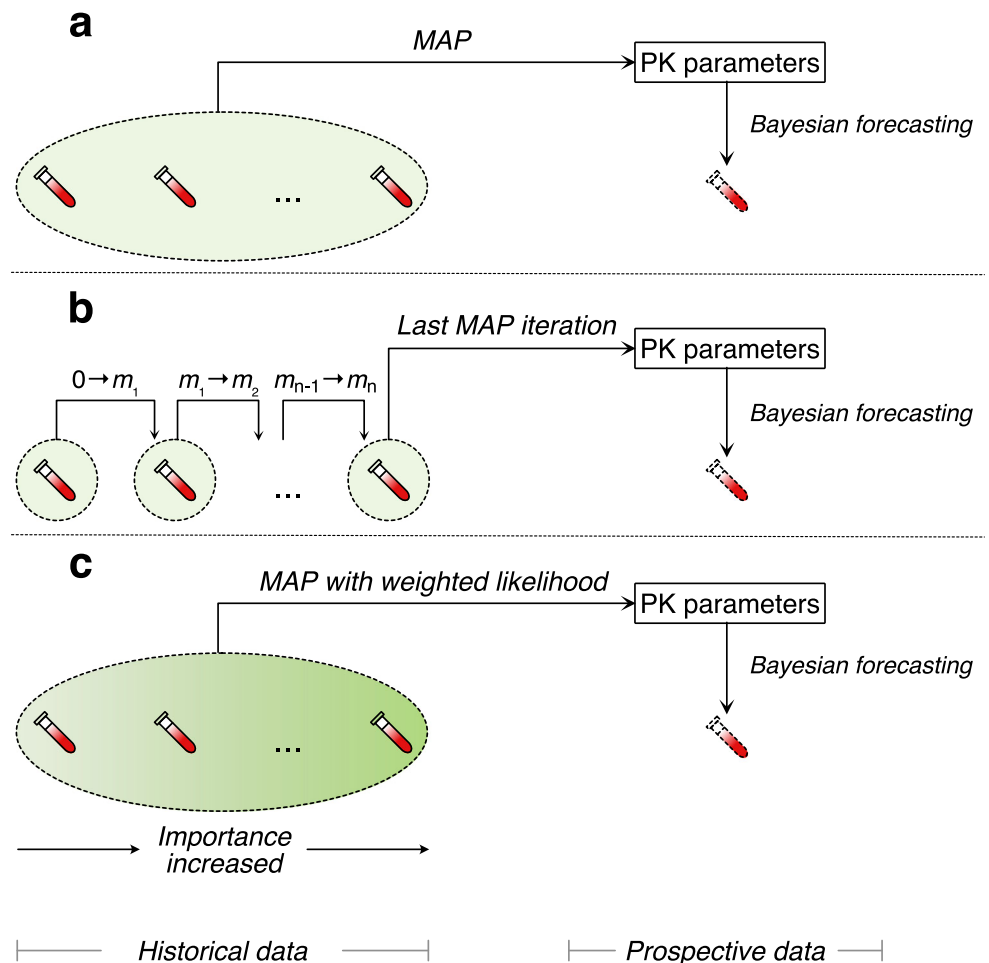 a
MAP
PK parameters
Bayesian forecasting
...
b
Last MAP iteration
PK parameters
0→m₁
m₁→m₂
mₙ₋₁→mₙ
Bayesian forecasting
...
c
MAP with weighted likelihood
PK parameters
Bayesian forecasting
...
Importance
increased
Historical data
Prospective data